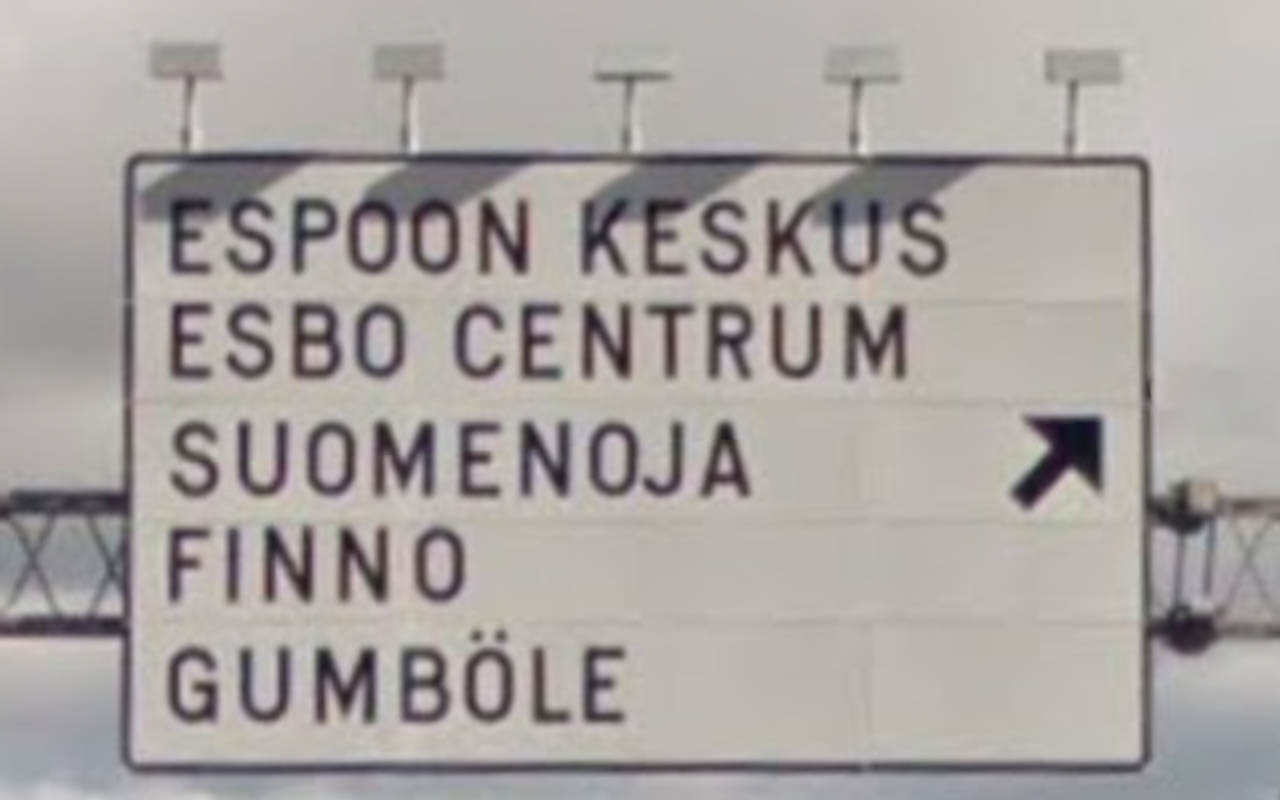 ESPOON KESKUS
ESBO CENTRUM
SUOMENOJA
FINNO
GUMBÖLE